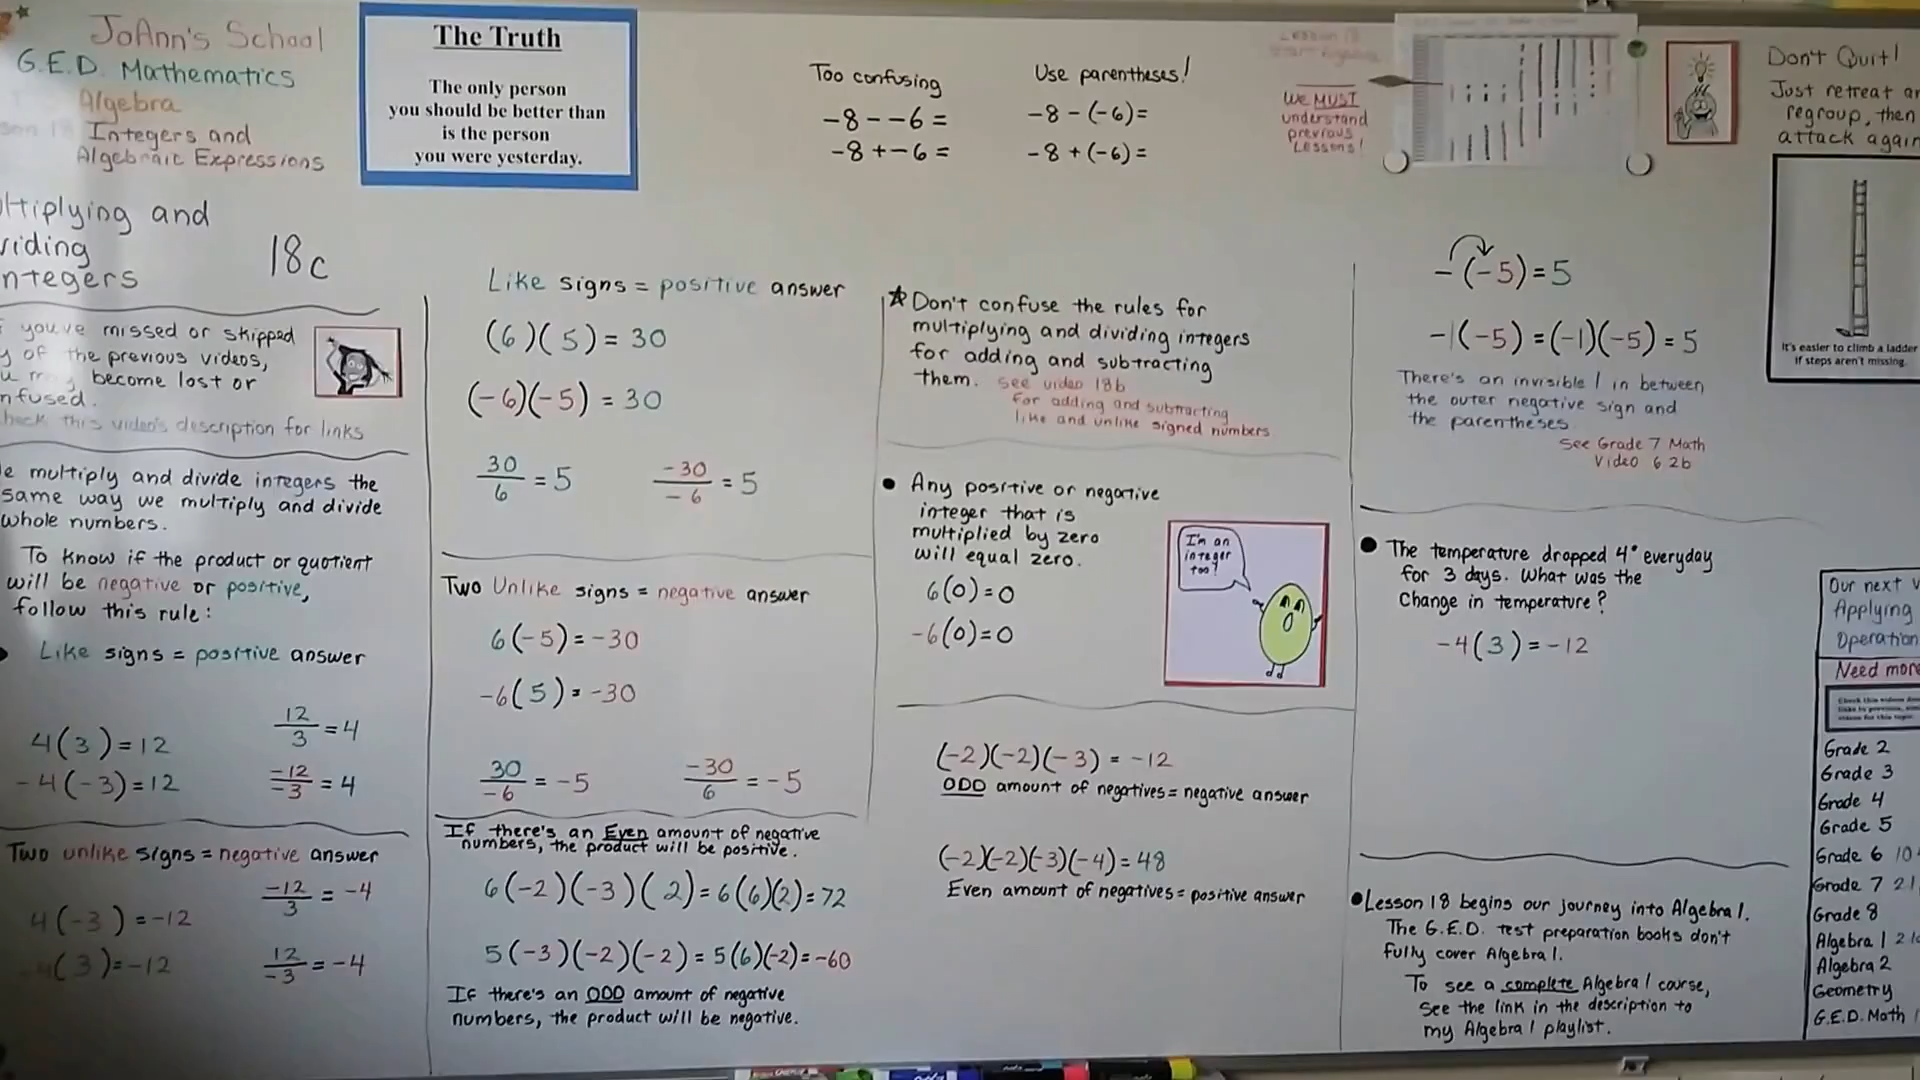 JoAnn's School
G.E.D. Mathematics
Algebra
18 Integers and
Algebraic Expressions
The Truth
The only person
you should be better than
is the person
you were yesterday.
Too confusing
-8 - -6 =
-8 + -6 =
Use parentheses!
-8 - (-6) =
-8 + (-6) =
We MUST
understand
previous
Lessons!
Don't Quit!
Just retreat
regroup, then
attack again
It's easier to climb a ladder
if steps aren't missing.
ltiplying and
viding
ntegers
18c
you've missed or skipped
y of the previous videos,
become lost or
nfused.
heck this video's description for links
e multiply and divide integers the
same way we multiply and divide
whole numbers.
To know if the product or quotient
will be negative or positive,
follow this rule:
Like signs = positive answer
4(3) = 12
12/3 = 4
-4(-3) = 12
-12/-3 = 4
Two unlike signs = negative answer
4(-3) = -12
-12/3 = -4
(3) = -12
12/-3 = -4
Like signs = positive answer
(6)(5) = 30
(-6)(-5) = 30
30/6 = 5
-30/-6 = 5
Two Unlike signs = negative answer
6(-5) = -30
-6(5) = -30
30/-6 = -5
-30/6 = -5
If there's an Even amount of negative
numbers, the product will be positive.
6(-2)(-3)(2) = 6(6)(2) = 72
5(-3)(-2)(-2) = 5(6)(-2) = -60
If there's an ODD amount of negative
numbers, the product will be negative.
☆ Don't confuse the rules for
multiplying and dividing integers
for adding and subtracting
them. See video 18b
for adding and subtracting
like and unlike signed numbers
• Any positive or negative
integer that is
multiplied by zero
will equal zero.
6(0) = 0
-6(0) = 0
I'm an
integer
too!
(-2)(-2)(-3) = -12
ODD amount of negatives = negative answer
(-2)(-2)(-3)(-4) = 48
Even amount of negatives = positive answer
-(-5) = 5
-1(-5) = (-1)(-5) = 5
There's an invisible 1 in between
the outer negative sign and
the parentheses
See Grade 7 Math
Video 6 2b
• The temperature dropped 4° everyday
for 3 days. What was the
Change in temperature?
-4(3) = -12
• Lesson 18 begins our journey into Algebra 1.
The G.E.D. test preparation books don't
fully cover Algebra 1.
To see a complete Algebra 1 course,
See the link in the description to
my Algebra 1 playlist.
Our next
Applying
Operation
Need more
Grade 2
Grade 3
Grade 4
Grade 5
Grade 6 10
Grade 7 21
Grade 8
Algebra 1
Algebra 2
Geometry
G.E.D. Math